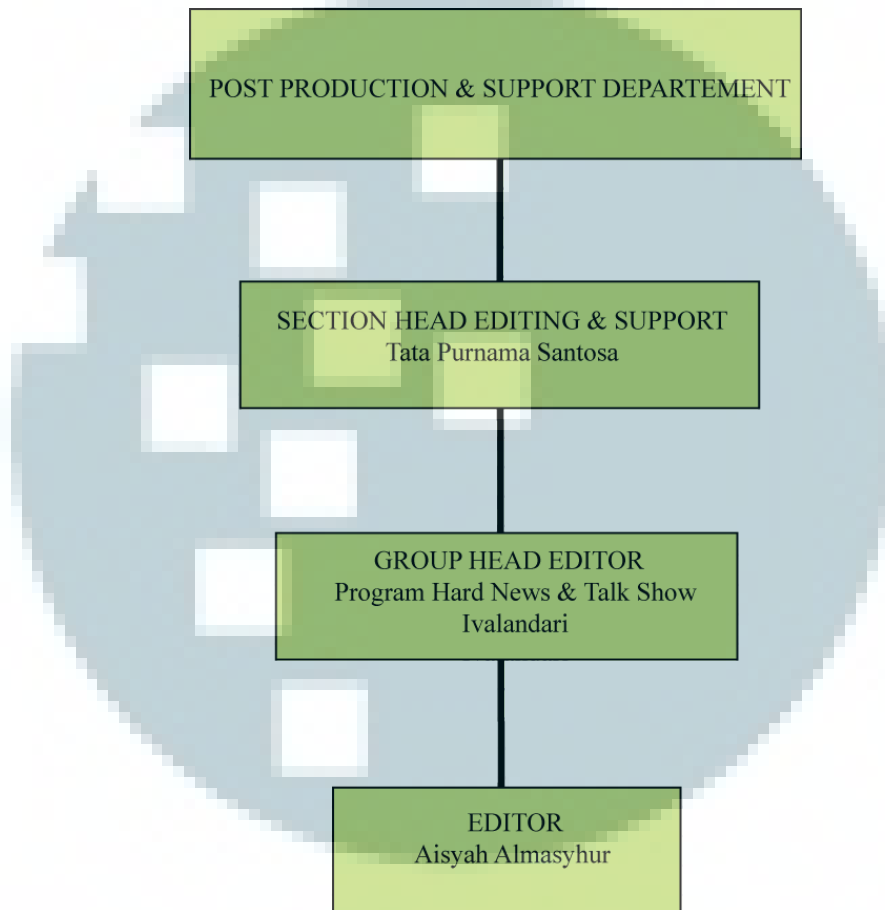 POST PRODUCTION & SUPPORT DEPARTEMENT
SECTION HEAD EDITING & SUPPORT
Tata Purnama Santosa
GROUP HEAD EDITOR
Program Hard News & Talk Show
Ivalandari
EDITOR
Aisyah Almasyhur